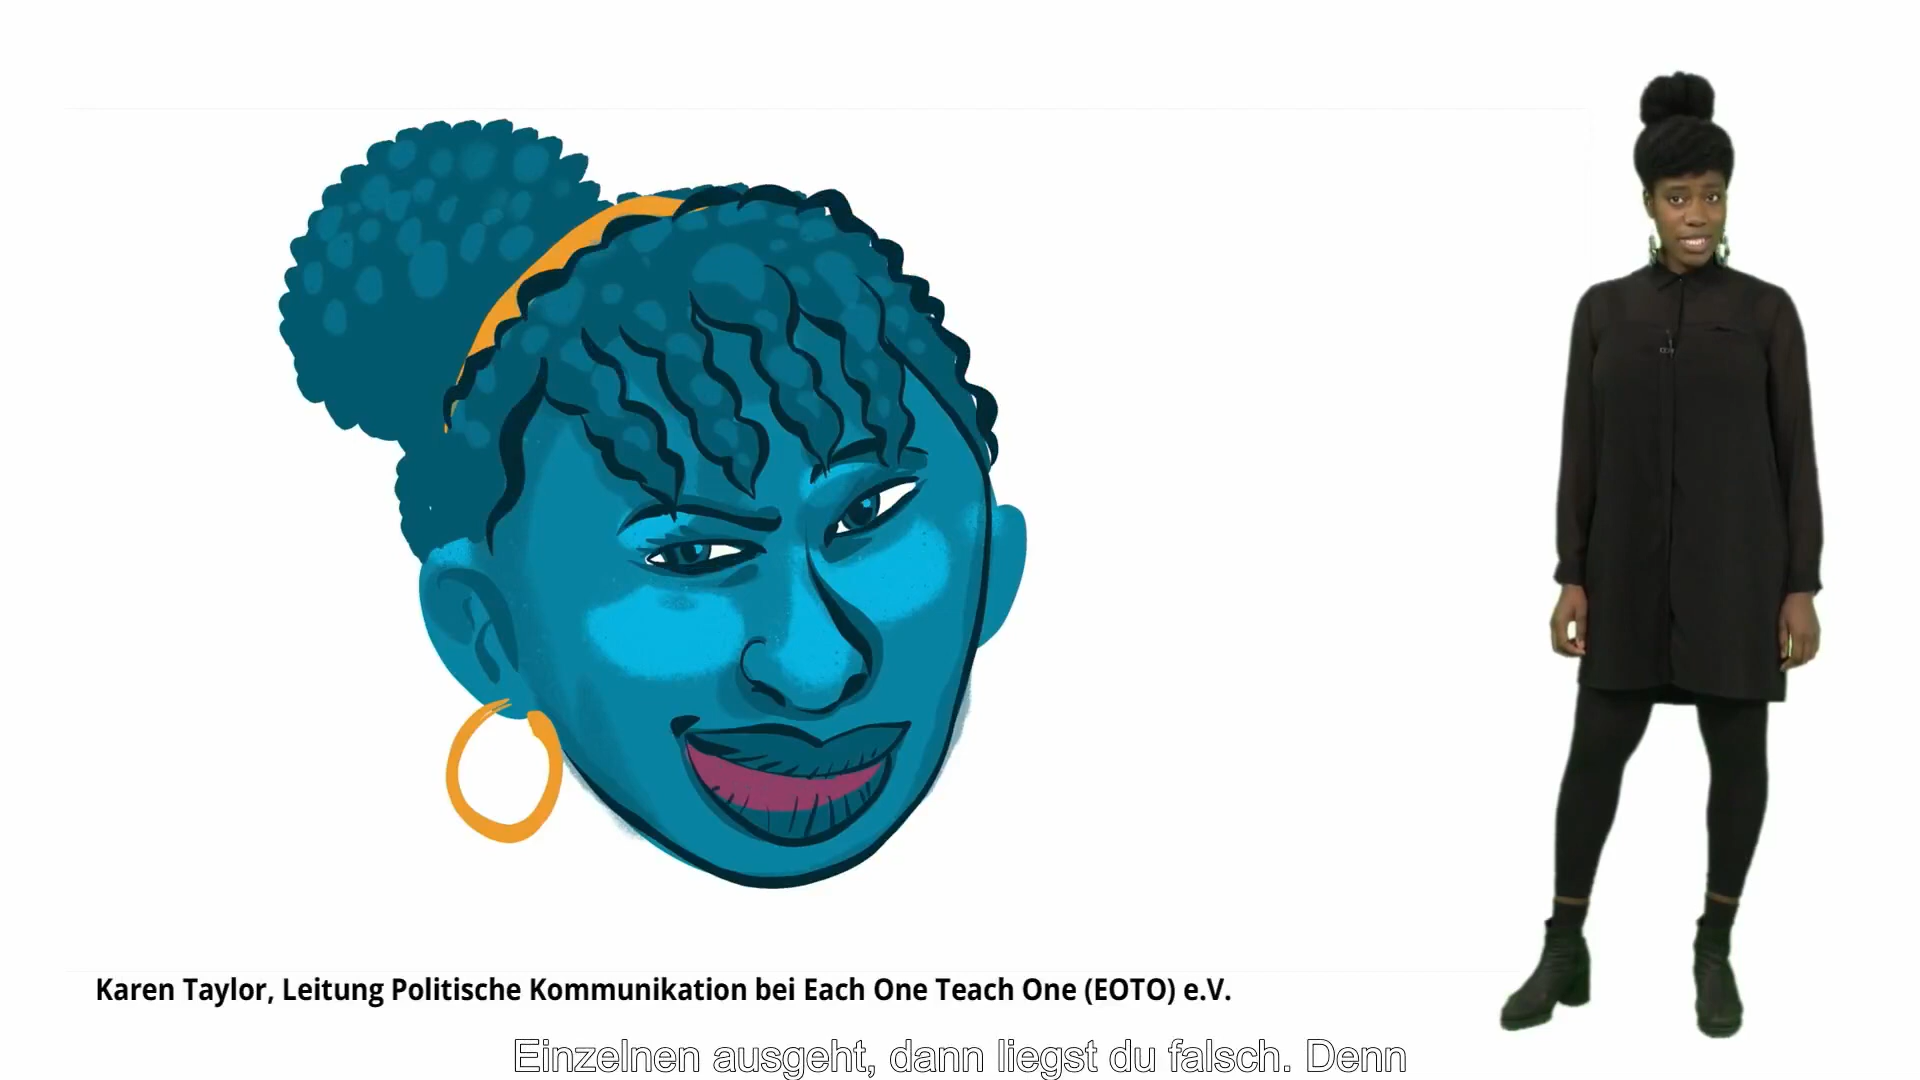 Karen Taylor, Leitung Politische Kommunikation bei Each One Teach One (EOTO) e.V.
Einzelnen ausgeht, dann liegst du falsch. Denn